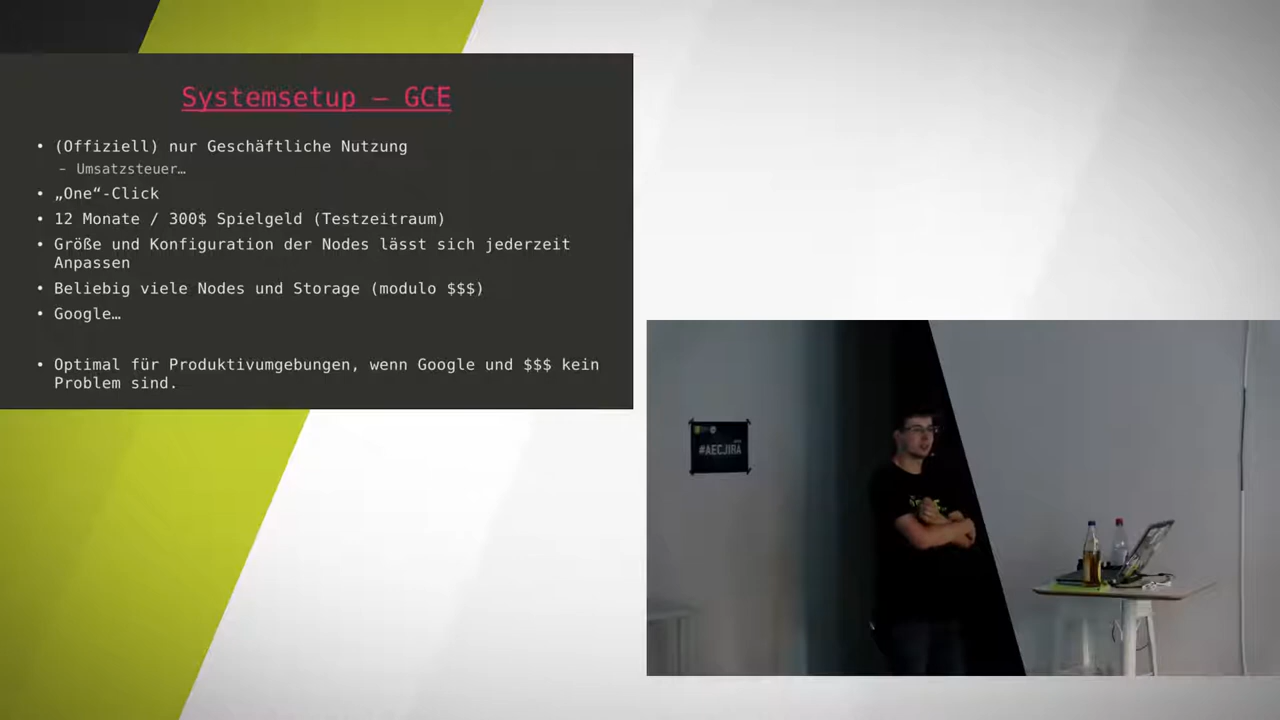 Systemsetup – GCE
• (Offiziell) nur Geschäftliche Nutzung
– Umsatzsteuer…
• „One“-Click
• 12 Monate / 300$ Spielgeld (Testzeitraum)
• Größe und Konfiguration der Nodes lässt sich jederzeit
Anpassen
• Beliebig viele Nodes und Storage (modulo $$$)
• Google…
• Optimal für Produktivumgebungen, wenn Google und $$$ kein
Problem sind.
#AECJIRA